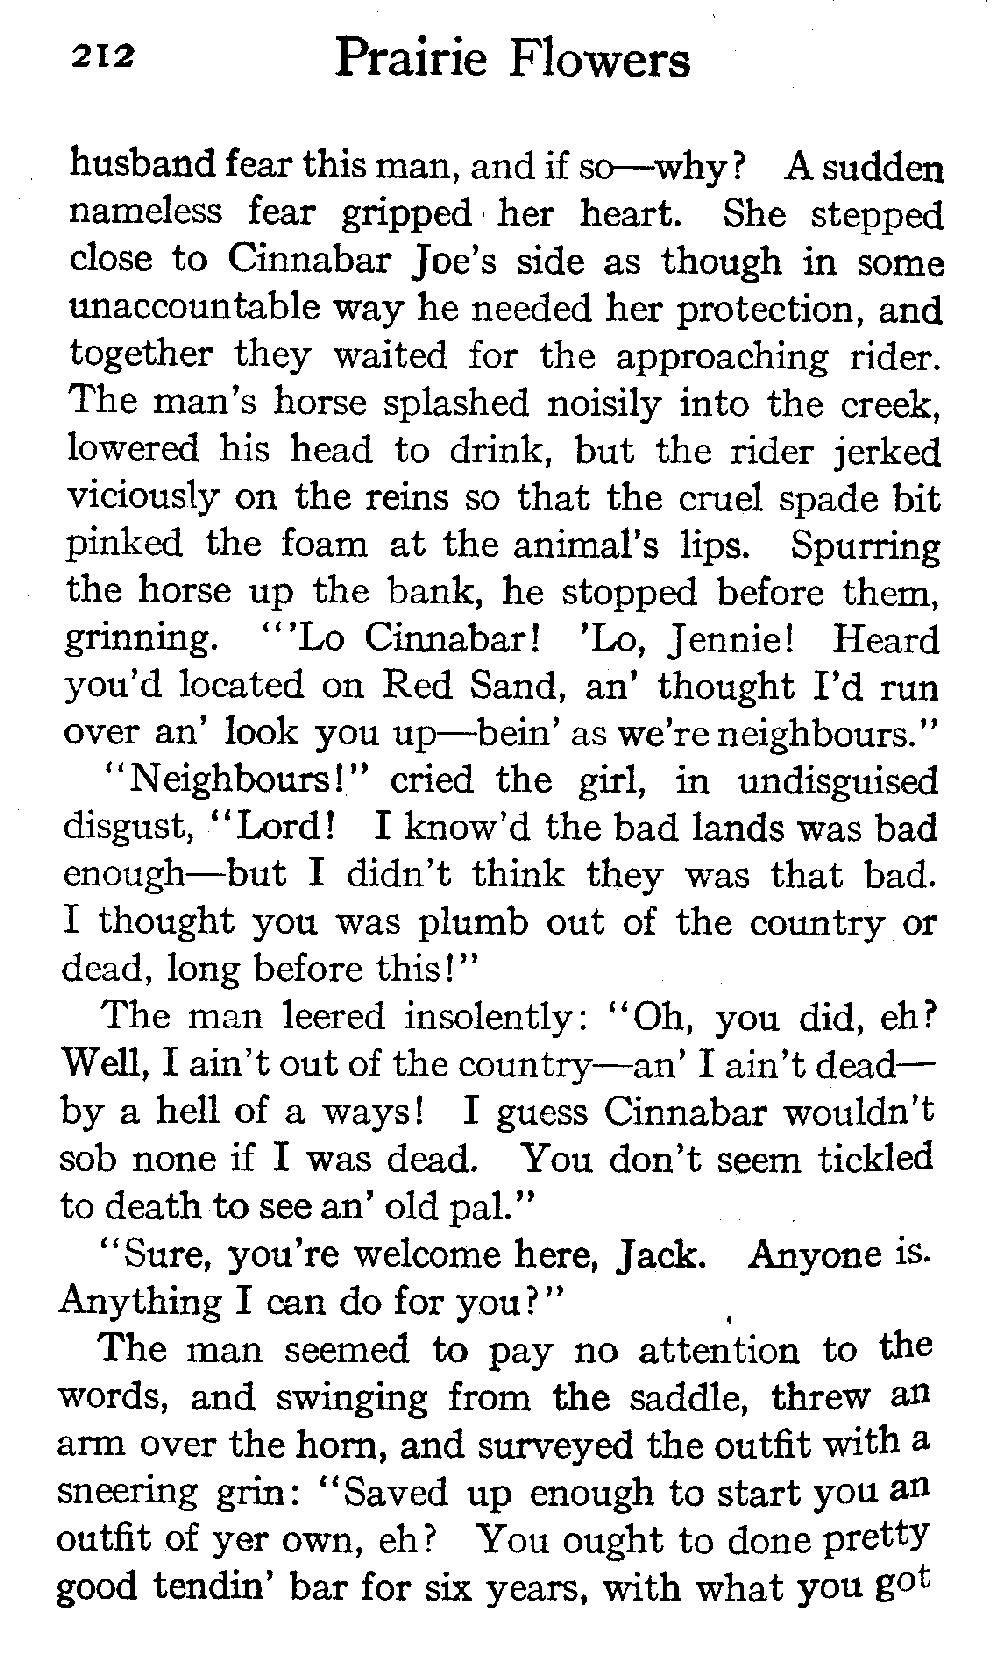 212 Prairie Flowers
husband fear this man, and if so—why? A sudden
nameless fear gripped her heart. She stepped
close to Cinnabar Joe's side as though in some
unaccountable way he needed her protection, and
together they waited for the approaching rider.
The man's horse splashed noisily into the creek,
lowered his head to drink, but the rider jerked
viciously on the reins so that the cruel spade bit
pinked the foam at the animal's lips. Spurring
the horse up the bank, he stopped before them,
grinning. "'Lo Cinnabar! 'Lo, Jennie! Heard
you'd located on Red Sand, an' thought I'd run
over an' look you up—bein' as we're neighbours."
"Neighbours!" cried the girl, in undisguised
disgust, "Lord! I know'd the bad lands was bad
enough—but I didn't think they was that bad.
I thought you was plumb out of the country or
dead, long before this!"
The man leered insolently: "Oh, you did, eh?
Well, I ain't out of the country—an' I ain't dead—
by a hell of a ways! I guess Cinnabar wouldn't
sob none if I was dead. You don't seem tickled
to death to see an' old pal."
"Sure, you're welcome here, Jack. Anyone is.
Anything I can do for you?"
The man seemed to pay no attention to the
words, and swinging from the saddle, threw an
arm over the horn, and surveyed the outfit with a
sneering grin: "Saved up enough to start you an
outfit of yer own, eh? You ought to done pretty
good tendin' bar for six years, with what you got